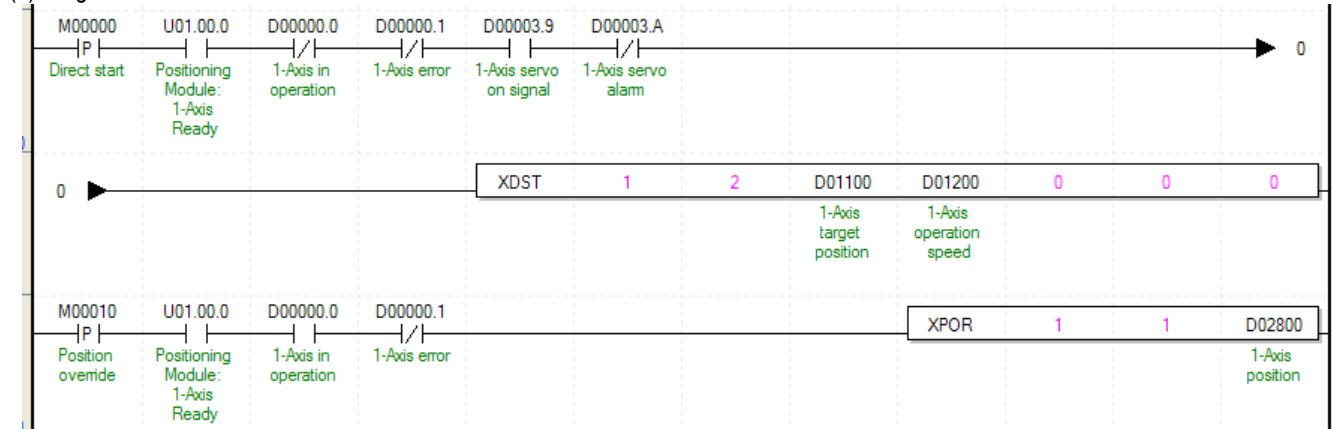 M00000 U01.00.0 D00000.0 D00000.1 D00003.9 D00003.A
P 0
Direct start Positioning Module: 1-Axis Ready 1-Axis in operation 1-Axis error 1-Axis servo on signal 1-Axis servo alarm
0 XDST 1 2 D01100 D01200 0 0 0
1-Axis target position 1-Axis operation speed
M00010 U01.00.0 D00000.0 D00000.1
P XPOR 1 1 D02800
Position override Positioning Module: 1-Axis Ready 1-Axis in operation 1-Axis error 1-Axis position